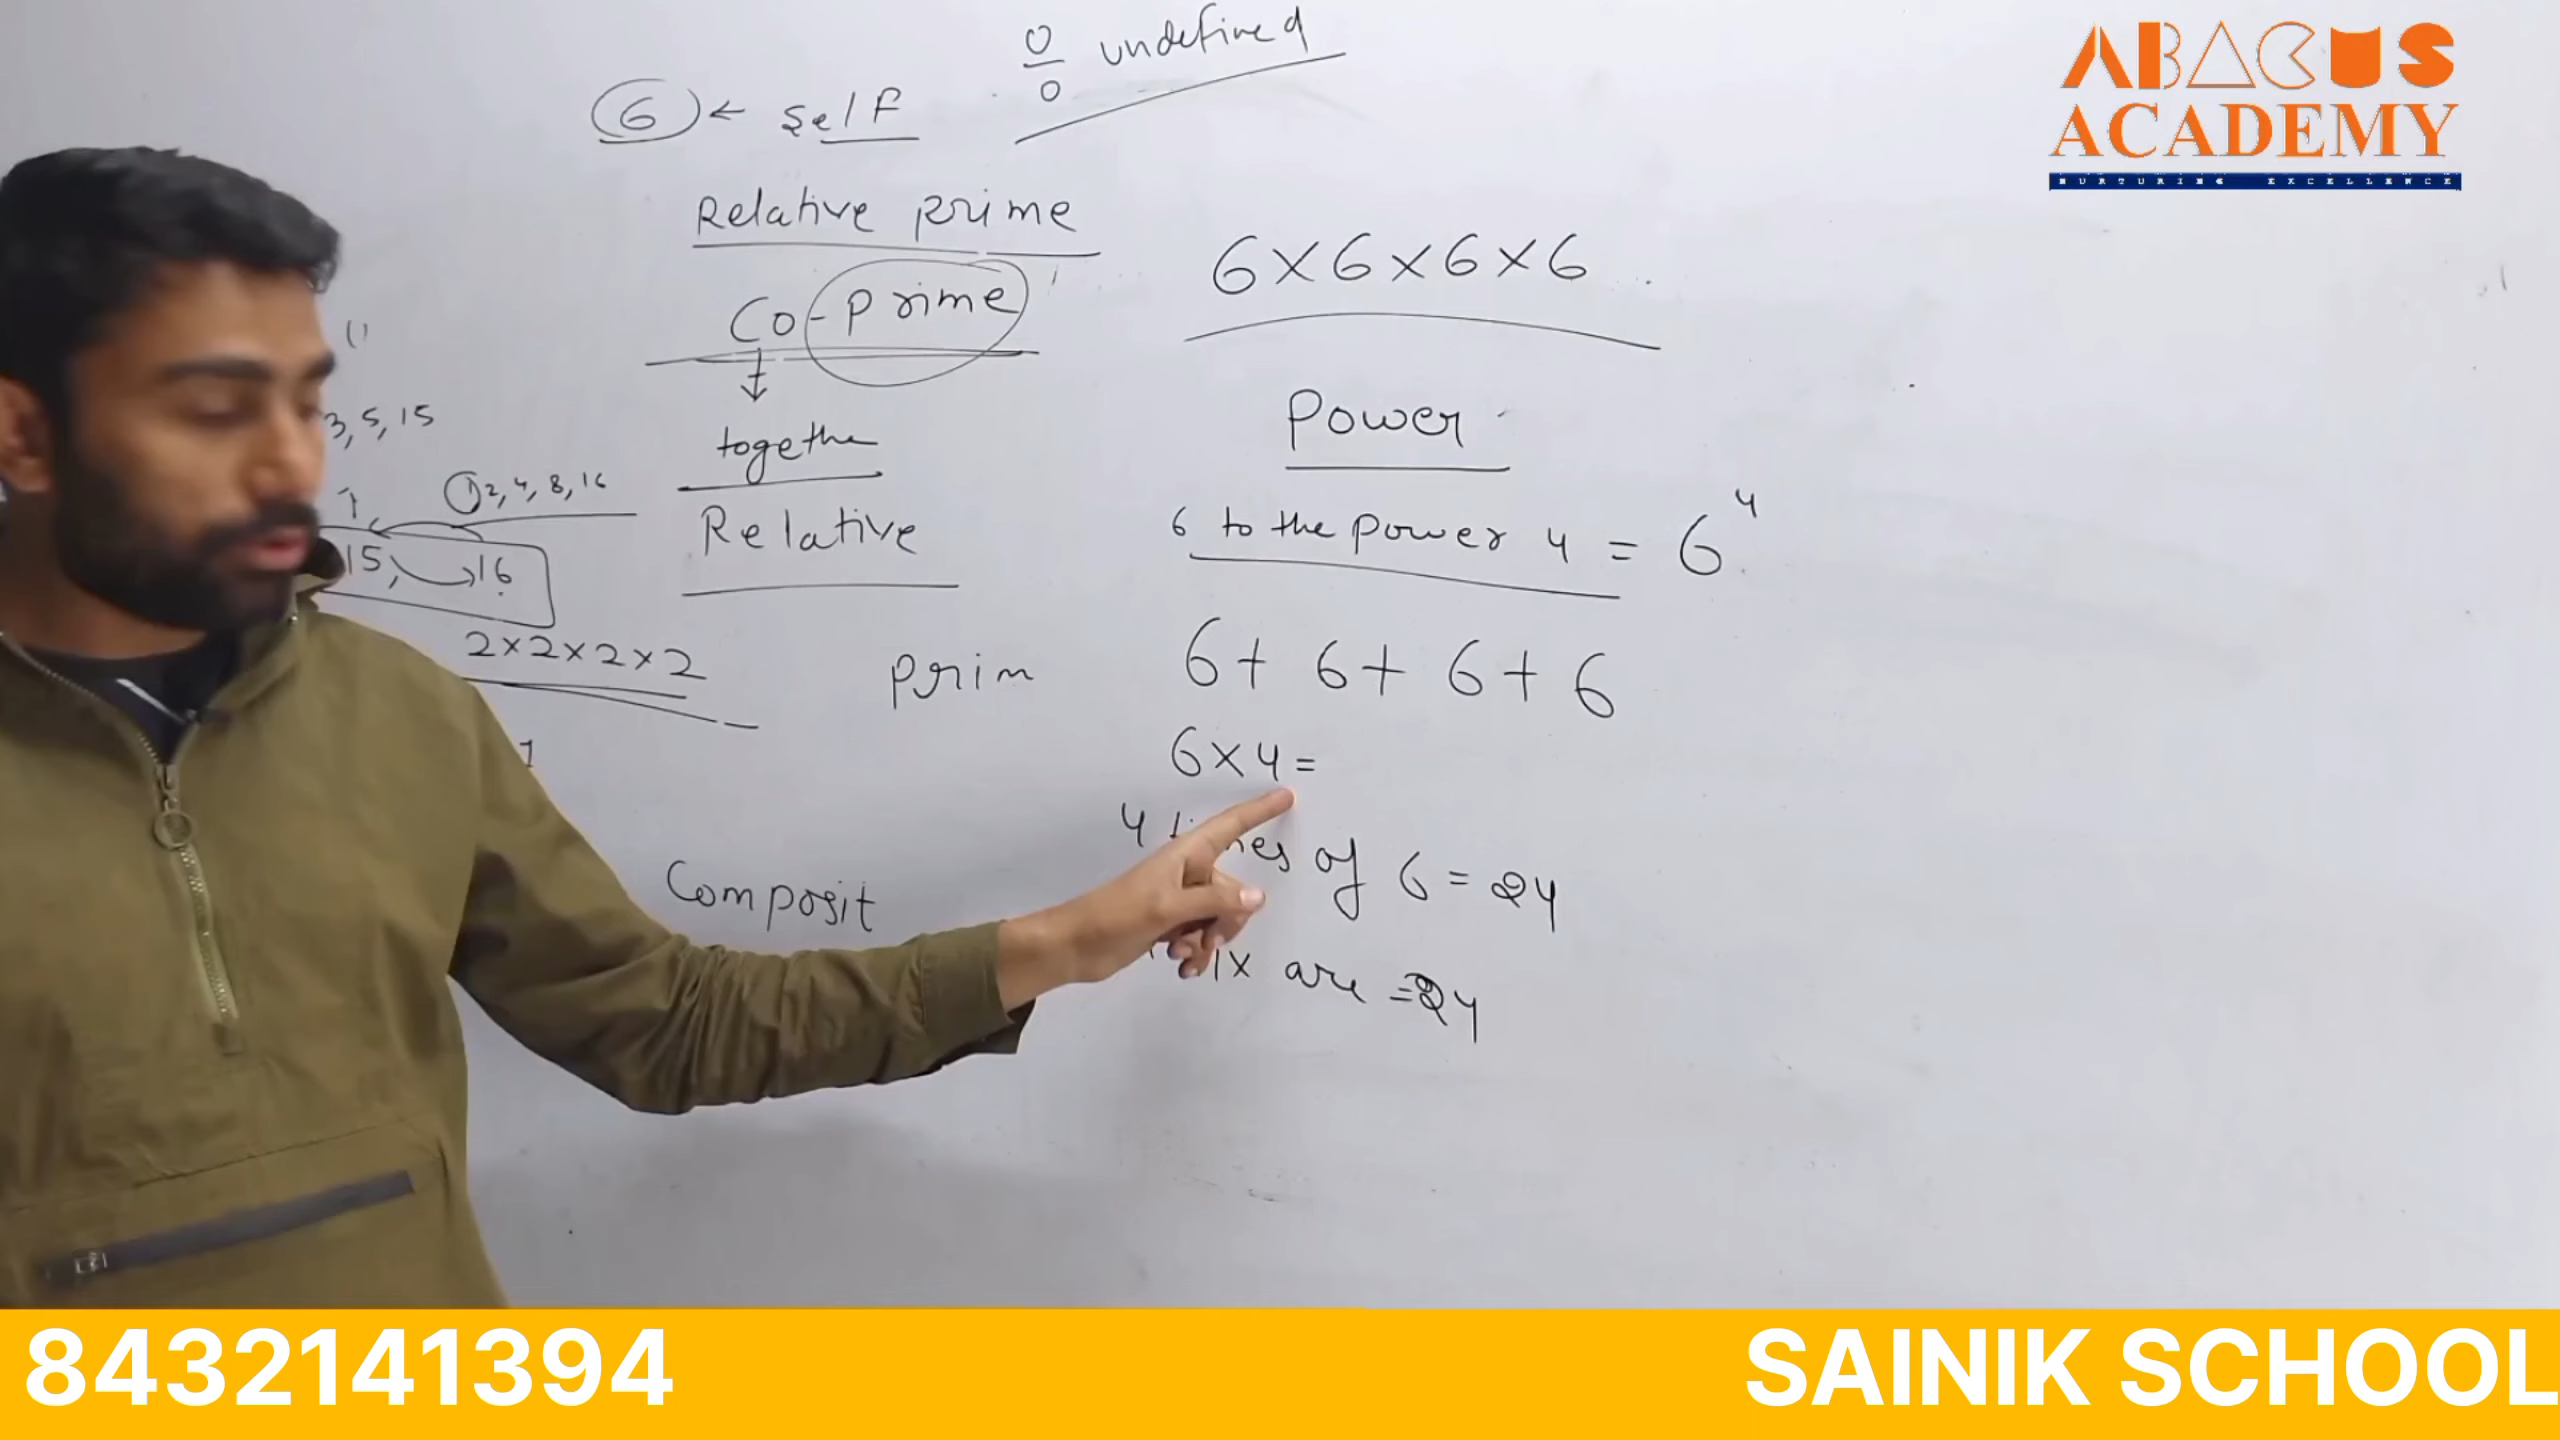 0/0 undefined
6 ← self
Relative prime
Co-prime
together
Relative
3, 5, 15
1 2, 4, 8, 16
15, 16
2×2×2×2
1
Prim
Composit
6×6×6×6
Power
6 to the power 4 = 6⁴
6+ 6+ 6+ 6
6×4=
4 times of 6 = 24
are =24
ABACUS
ACADEMY
NURTURING EXCELLENCE
8432141394
SAINIK SCHOOL